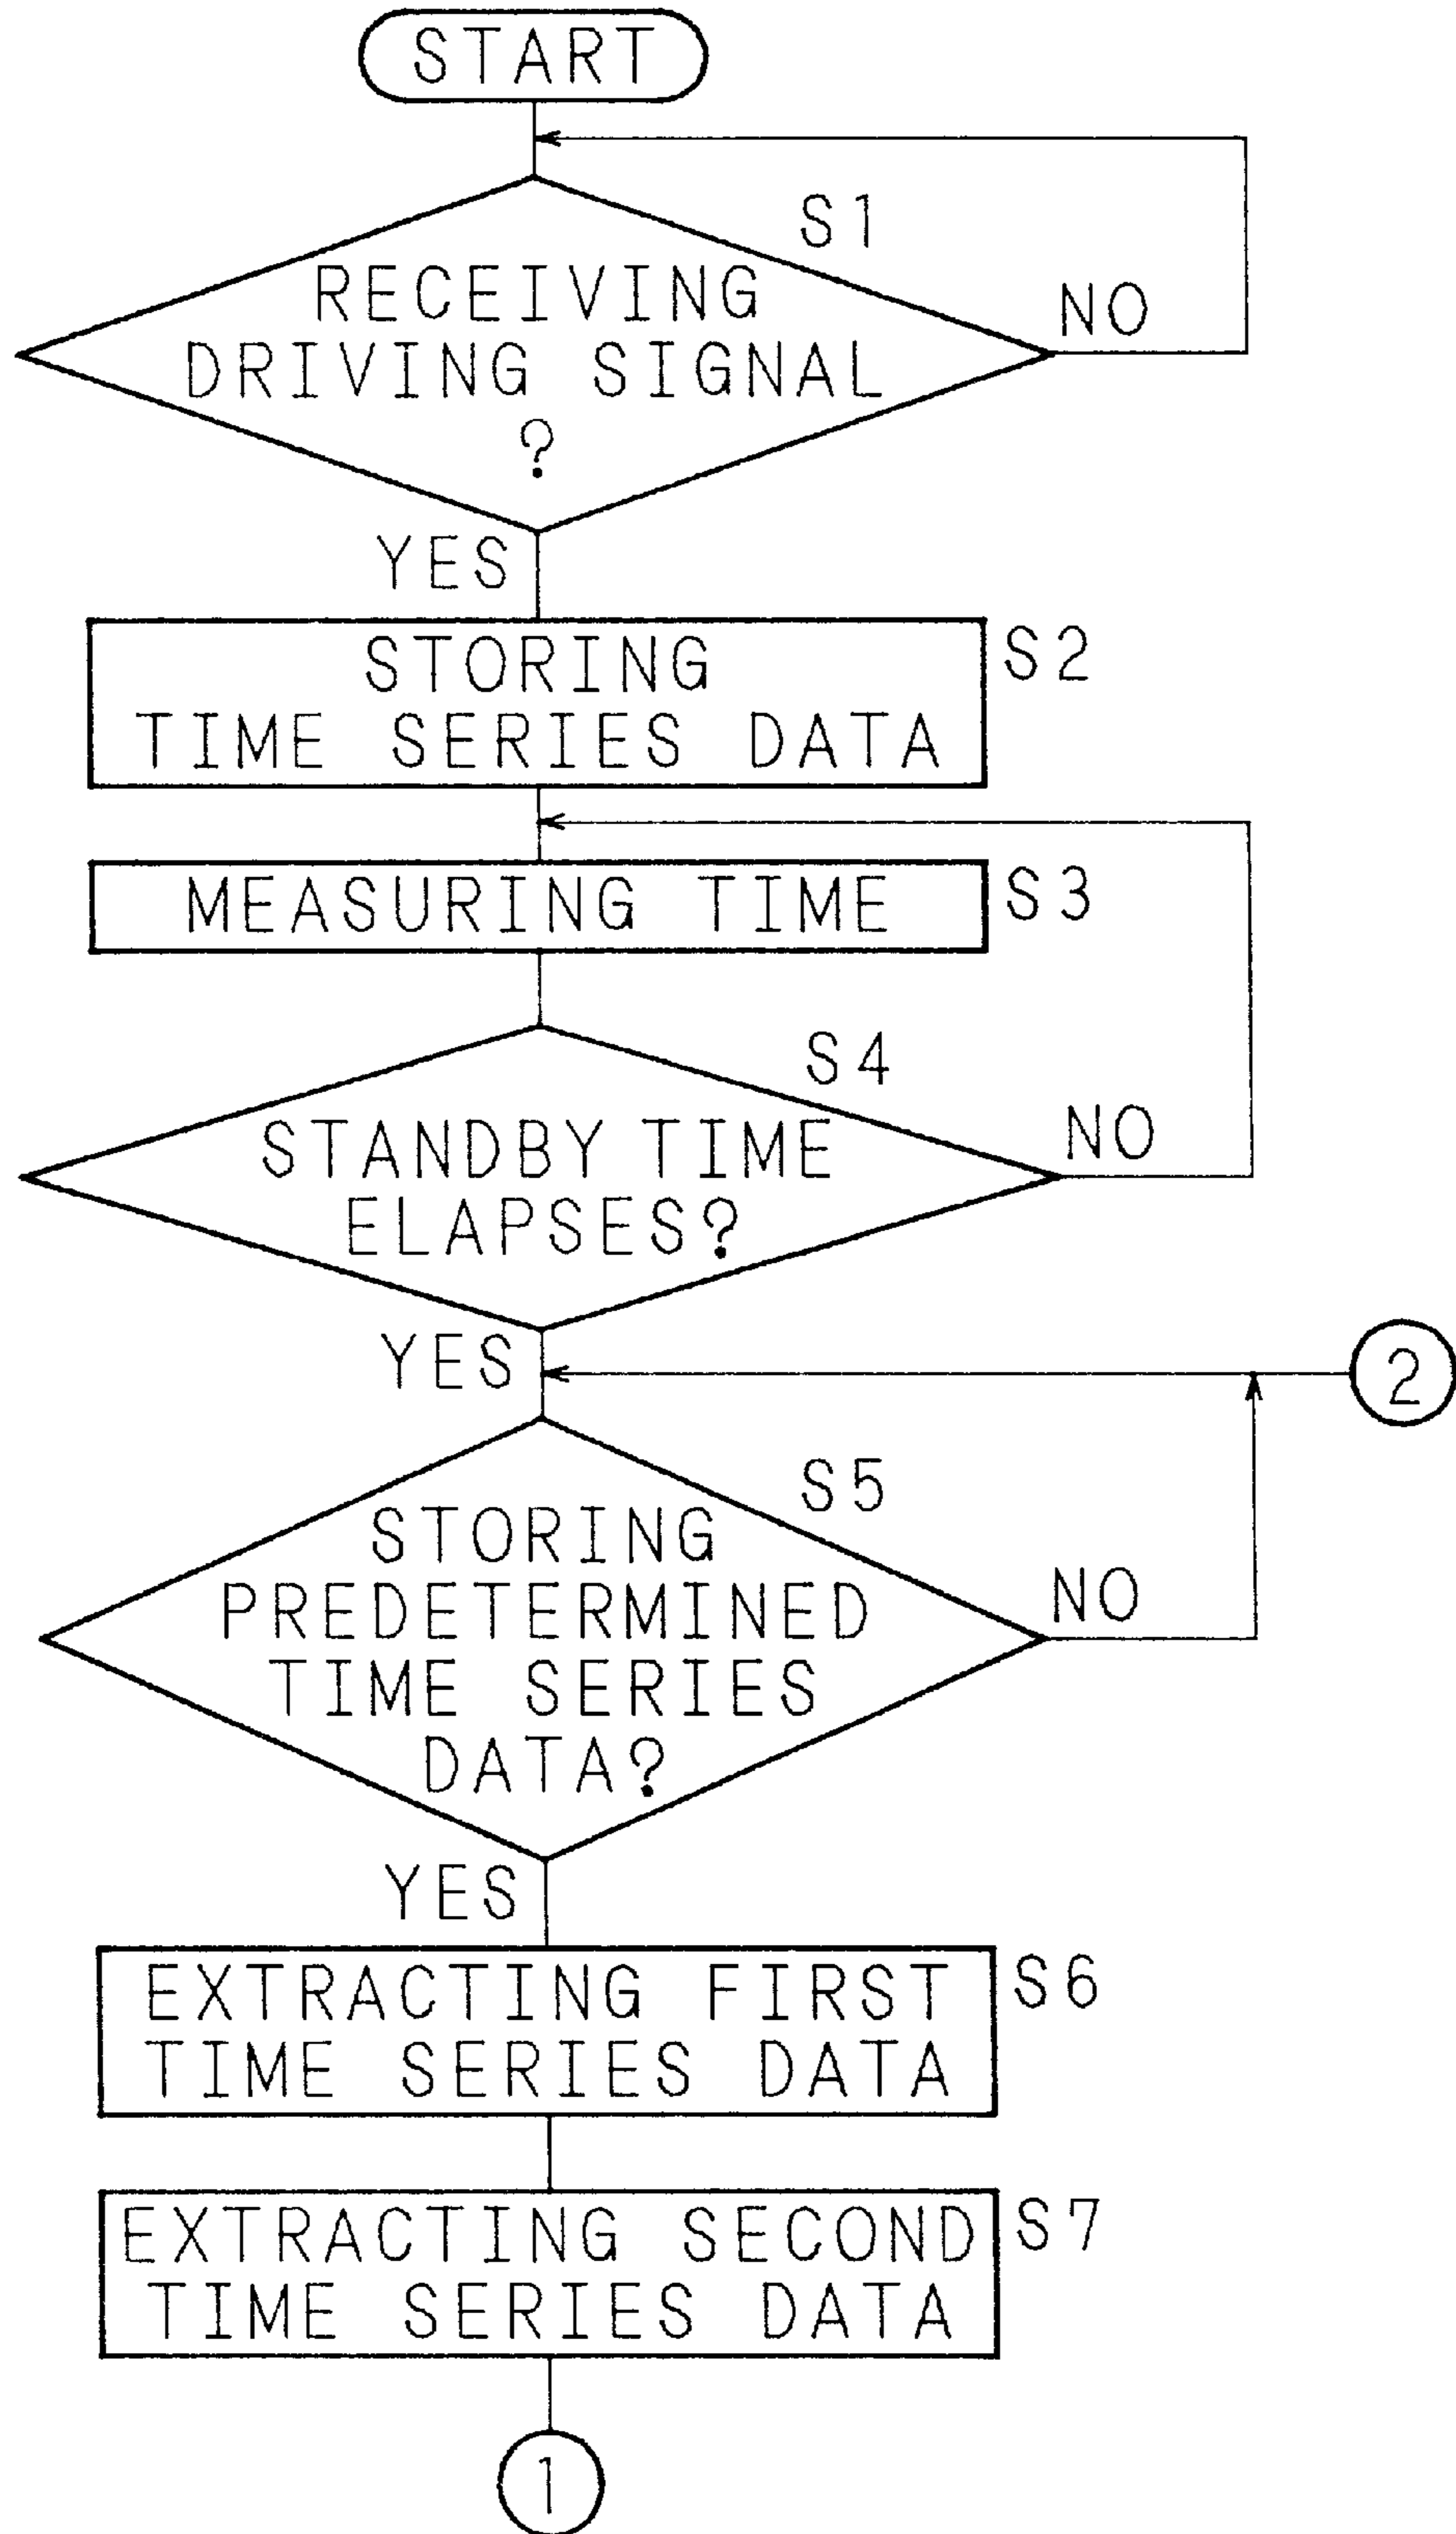 START
S1
RECEIVING
DRIVING SIGNAL
?
NO
YES
STORING
TIME SERIES DATA
S2
MEASURING TIME
S3
S4
STANDBY TIME
ELAPSES?
NO
YES
2
S5
STORING
PREDETERMINED
TIME SERIES
DATA?
NO
YES
EXTRACTING FIRST
TIME SERIES DATA
S6
EXTRACTING SECOND
TIME SERIES DATA
S7
1